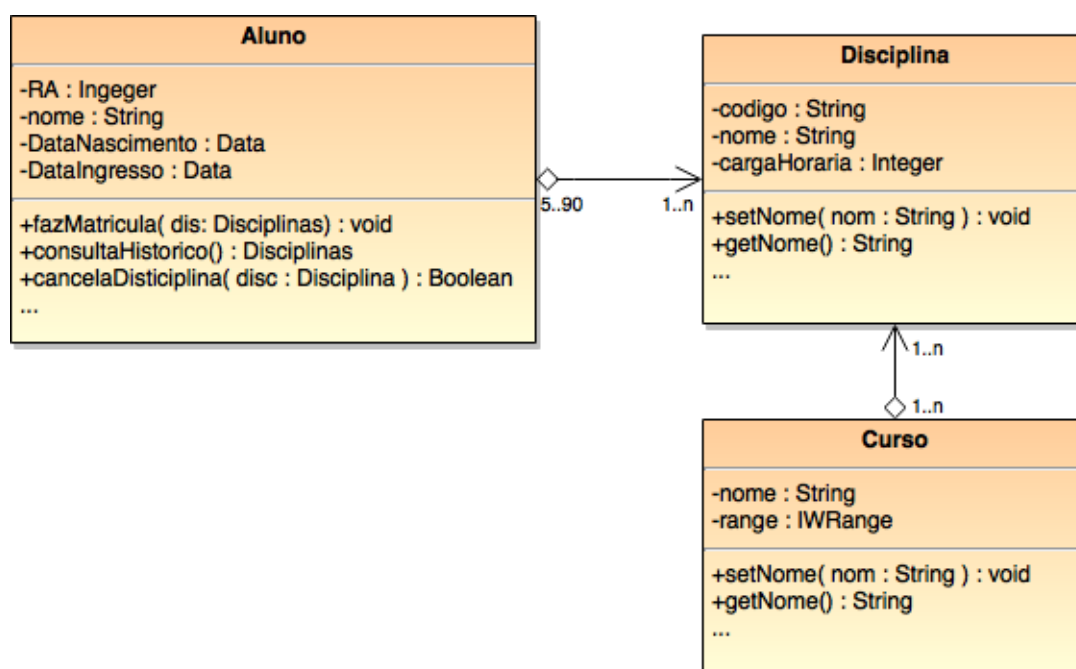 Aluno
-RA : Ingeger
-nome : String
-DataNascimento : Data
-DataIngresso : Data
+fazMatricula( dis: Disciplinas) : void
+consultaHistorico() : Disciplinas
+cancelaDisticiplina( disc : Disciplina ) : Boolean
...
5..90
1..n
Disciplina
-codigo : String
-nome : String
-cargaHoraria : Integer
+setNome( nom : String ) : void
+getNome() : String
...
1..n
1..n
Curso
-nome : String
-range : IWRange
+setNome( nom : String ) : void
+getNome() : String
...